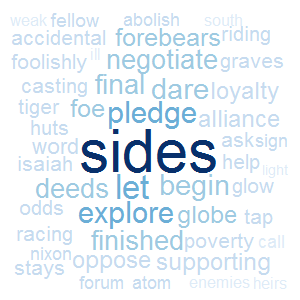 weak fellow abolish south
accidental forebears riding
foolishly ill negotiate graves
casting final dare loyalty
tiger foe pledge alliance
huts word sides ask sign
isaiah help light
deeds let begin glow
odds explore globe tap
racing finished poverty call
nixon stays oppose supporting
forum atom enemies heirs